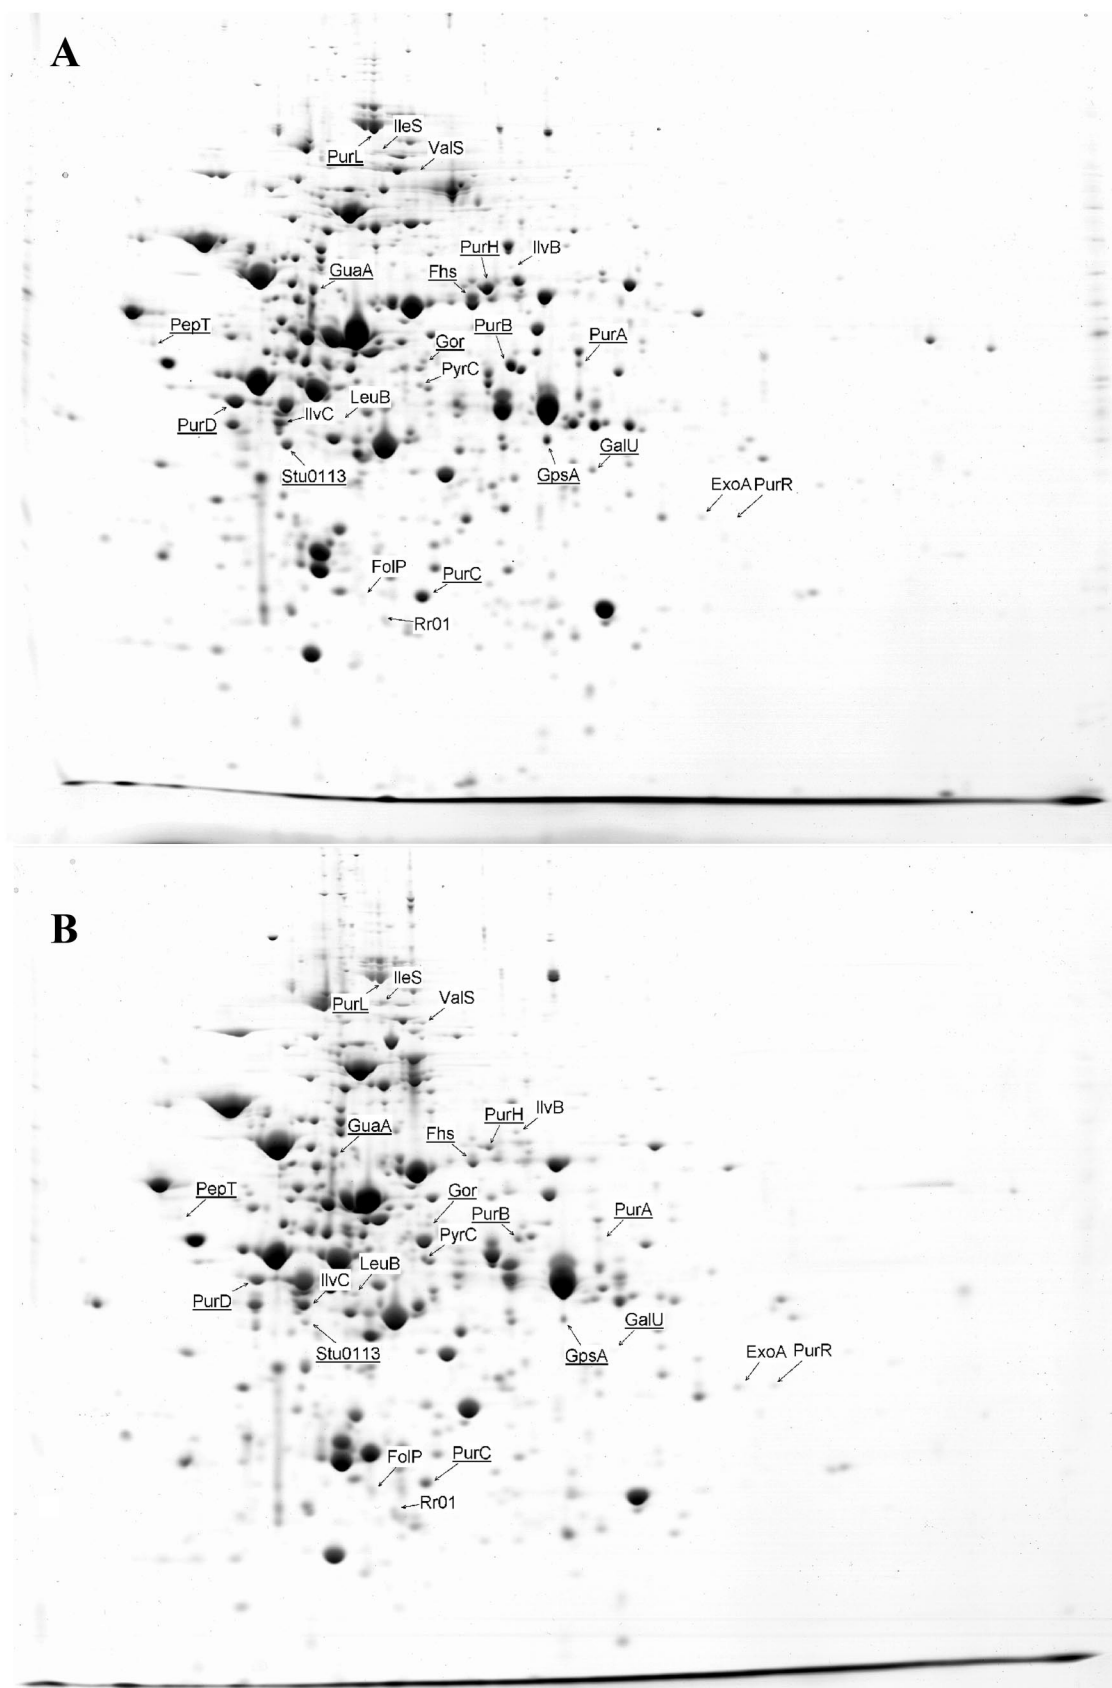 A
IleS
PurL
ValS
PurH
IlvB
GuaA
Fhs
PepT
PurB
PurA
Gor
PyrC
LeuB
PurD
IlvC
Stu0113
GpsA
GalU
ExoA PurR
FolP
PurC
Rr01
B
IleS
PurL
ValS
PurH
IlvB
GuaA
Fhs
PepT
Gor
PurB
PurA
PyrC
LeuB
PurD
IlvC
Stu0113
GpsA
GalU
ExoA PurR
FolP
PurC
Rr01